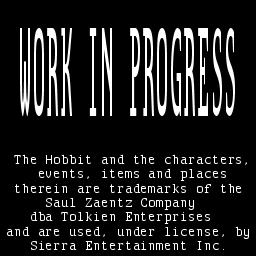 WORK IN PROGRESS
The Hobbit and the characters,
events, items and places
therein are trademarks of the
Saul Zaentz Company
dba Tolkien Enterprises
and are used, under license, by
Sierra Entertainment Inc.